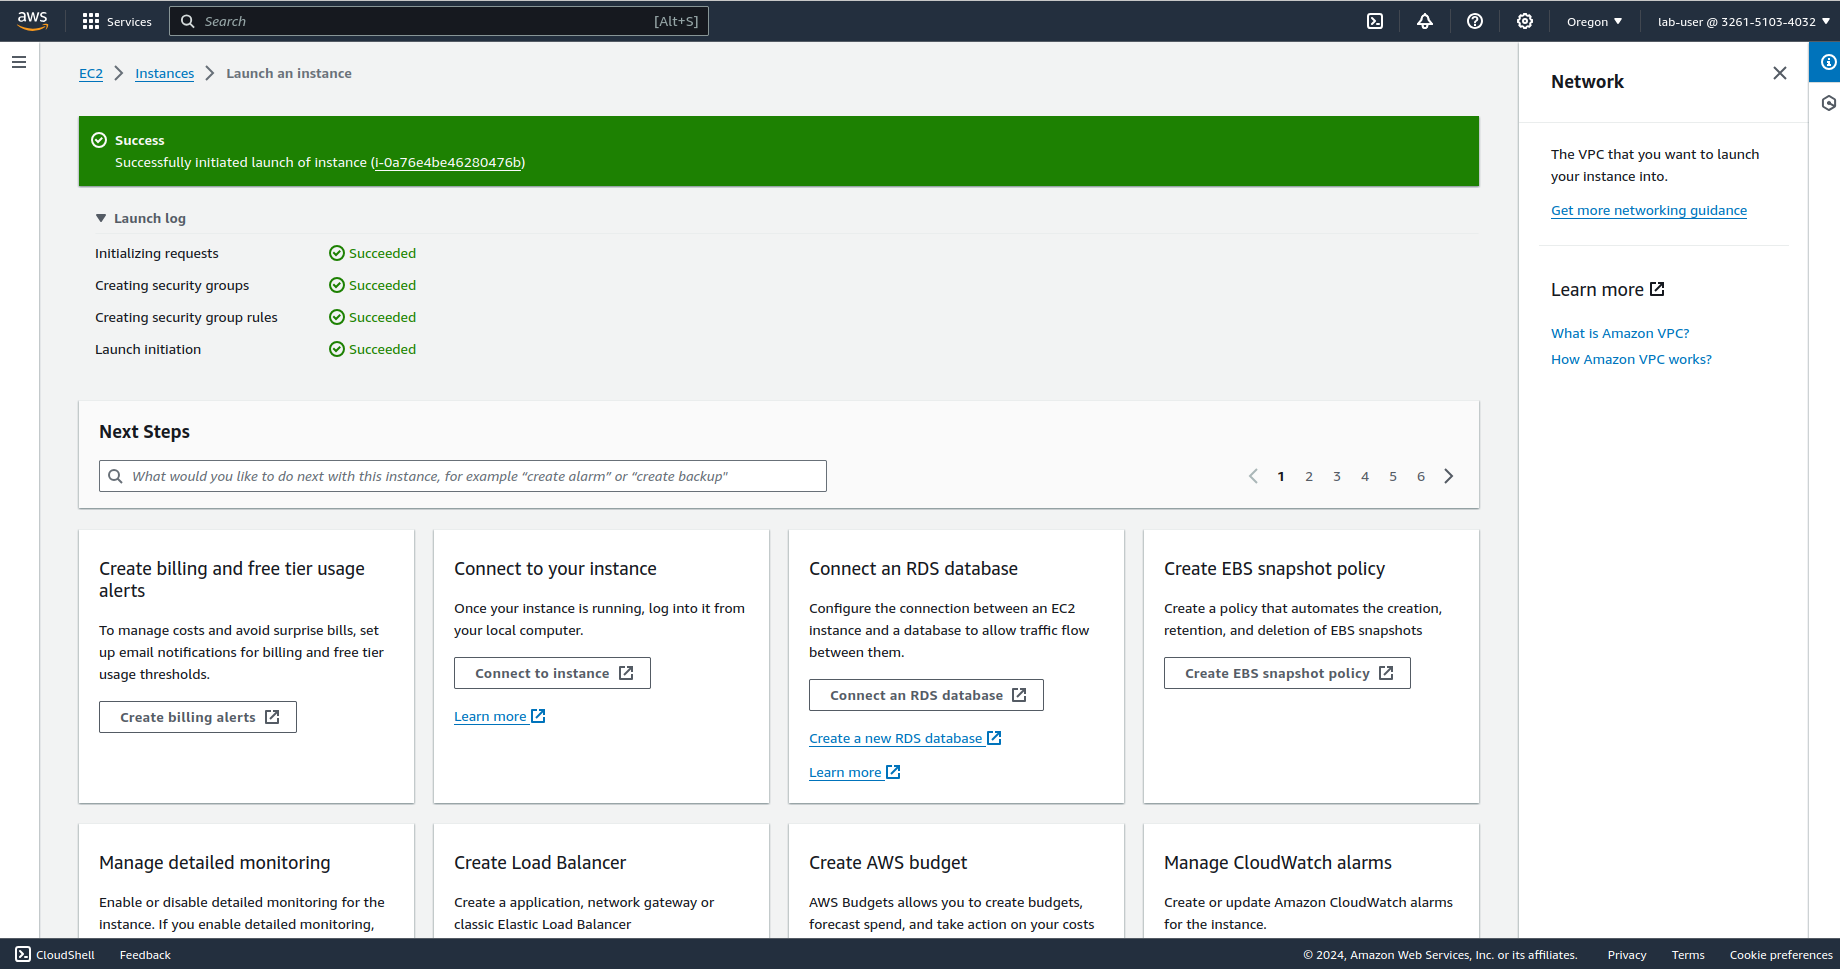 aws
Services
Search
[Alt+S]
Oregon
lab-user @ 3261-5103-4032
EC2
Instances
Launch an instance
Success
Successfully initiated launch of instance (i-0a76e4be46280476b)
Launch log
Initializing requests
Succeeded
Creating security groups
Succeeded
Creating security group rules
Succeeded
Launch initiation
Succeeded
Next Steps
What would you like to do next with this instance, for example “create alarm” or “create backup”
1 2 3 4 5 6
Create billing and free tier usage
alerts
To manage costs and avoid surprise bills, set
up email notifications for billing and free tier
usage thresholds.
Create billing alerts
Connect to your instance
Once your instance is running, log into it from
your local computer.
Connect to instance
Learn more
Connect an RDS database
Configure the connection between an EC2
instance and a database to allow traffic flow
between them.
Connect an RDS database
Create a new RDS database
Learn more
Create EBS snapshot policy
Create a policy that automates the creation,
retention, and deletion of EBS snapshots
Create EBS snapshot policy
Manage detailed monitoring
Enable or disable detailed monitoring for the
instance. If you enable detailed monitoring,
Create Load Balancer
Create a application, network gateway or
classic Elastic Load Balancer
Create AWS budget
AWS Budgets allows you to create budgets,
forecast spend, and take action on your costs
Manage CloudWatch alarms
Create or update Amazon CloudWatch alarms
for the instance.
Network
The VPC that you want to launch
your instance into.
Get more networking guidance
Learn more
What is Amazon VPC?
How Amazon VPC works?
CloudShell
Feedback
© 2024, Amazon Web Services, Inc. or its affiliates.
Privacy
Terms
Cookie preferences